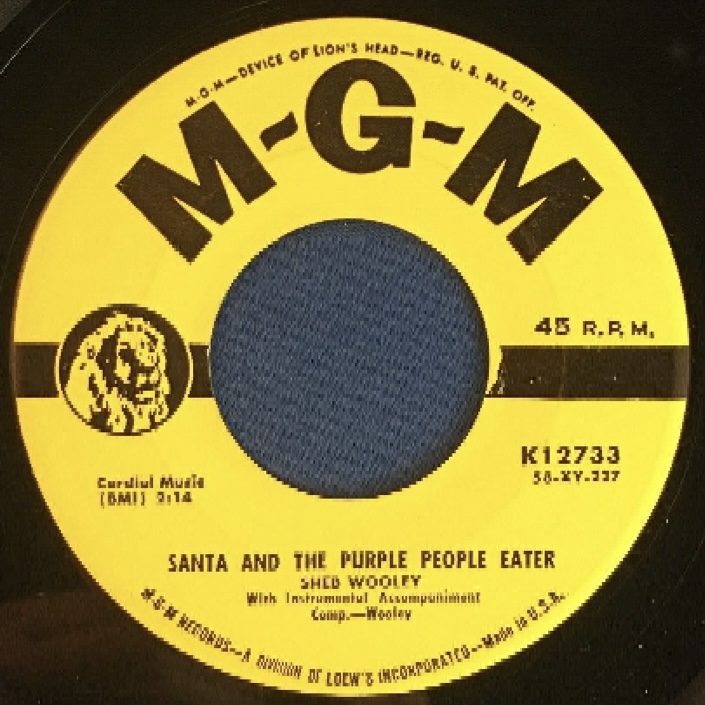 M-G-M—DEVICE OF LION'S HEAD—REG. U. S. PAT. OFF.
M-G-M
45 R.P.M.
K12733
58-XY-227
Cordial Music
(BMI) 2:14
SANTA AND THE PURPLE PEOPLE EATER
SHEB WOOLEY
With Instrumental Accompaniment
Comp.—Wooley
M-G-M RECORDS—A DIVISION OF LOEW'S INCORPORATED—Made in U.S.A.